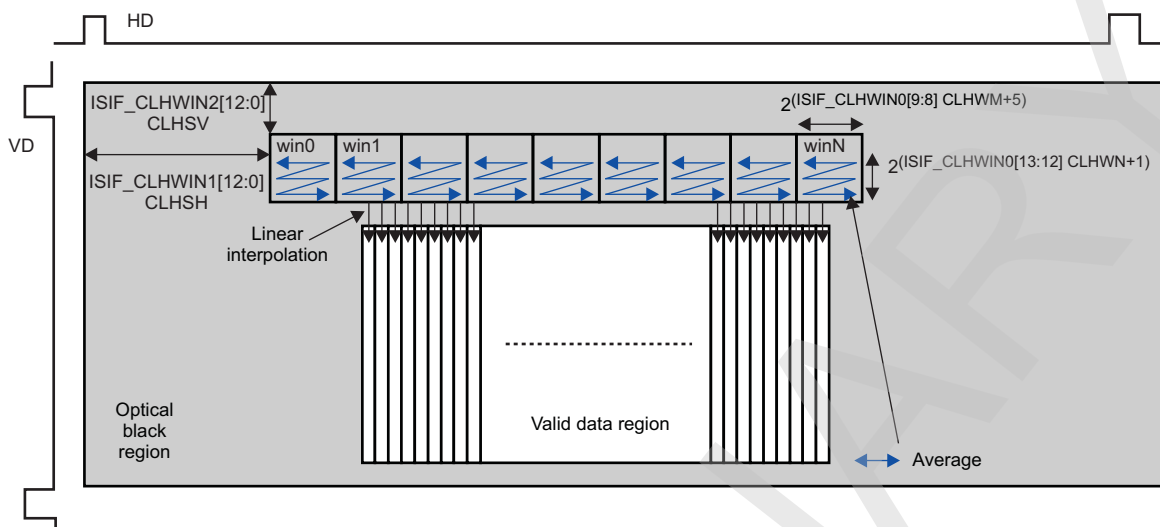 HD
ISIF_CLHWIN2[12:0]
CLHSV
VD
ISIF_CLHWIN1[12:0]
CLHSH
win0
win1
winN
2(ISIF_CLHWIN0[9:8] CLHWM+5)
2(ISIF_CLHWIN0[13:12] CLHWN+1)
Linear
interpolation
Optical
black
region
Valid data region
Average